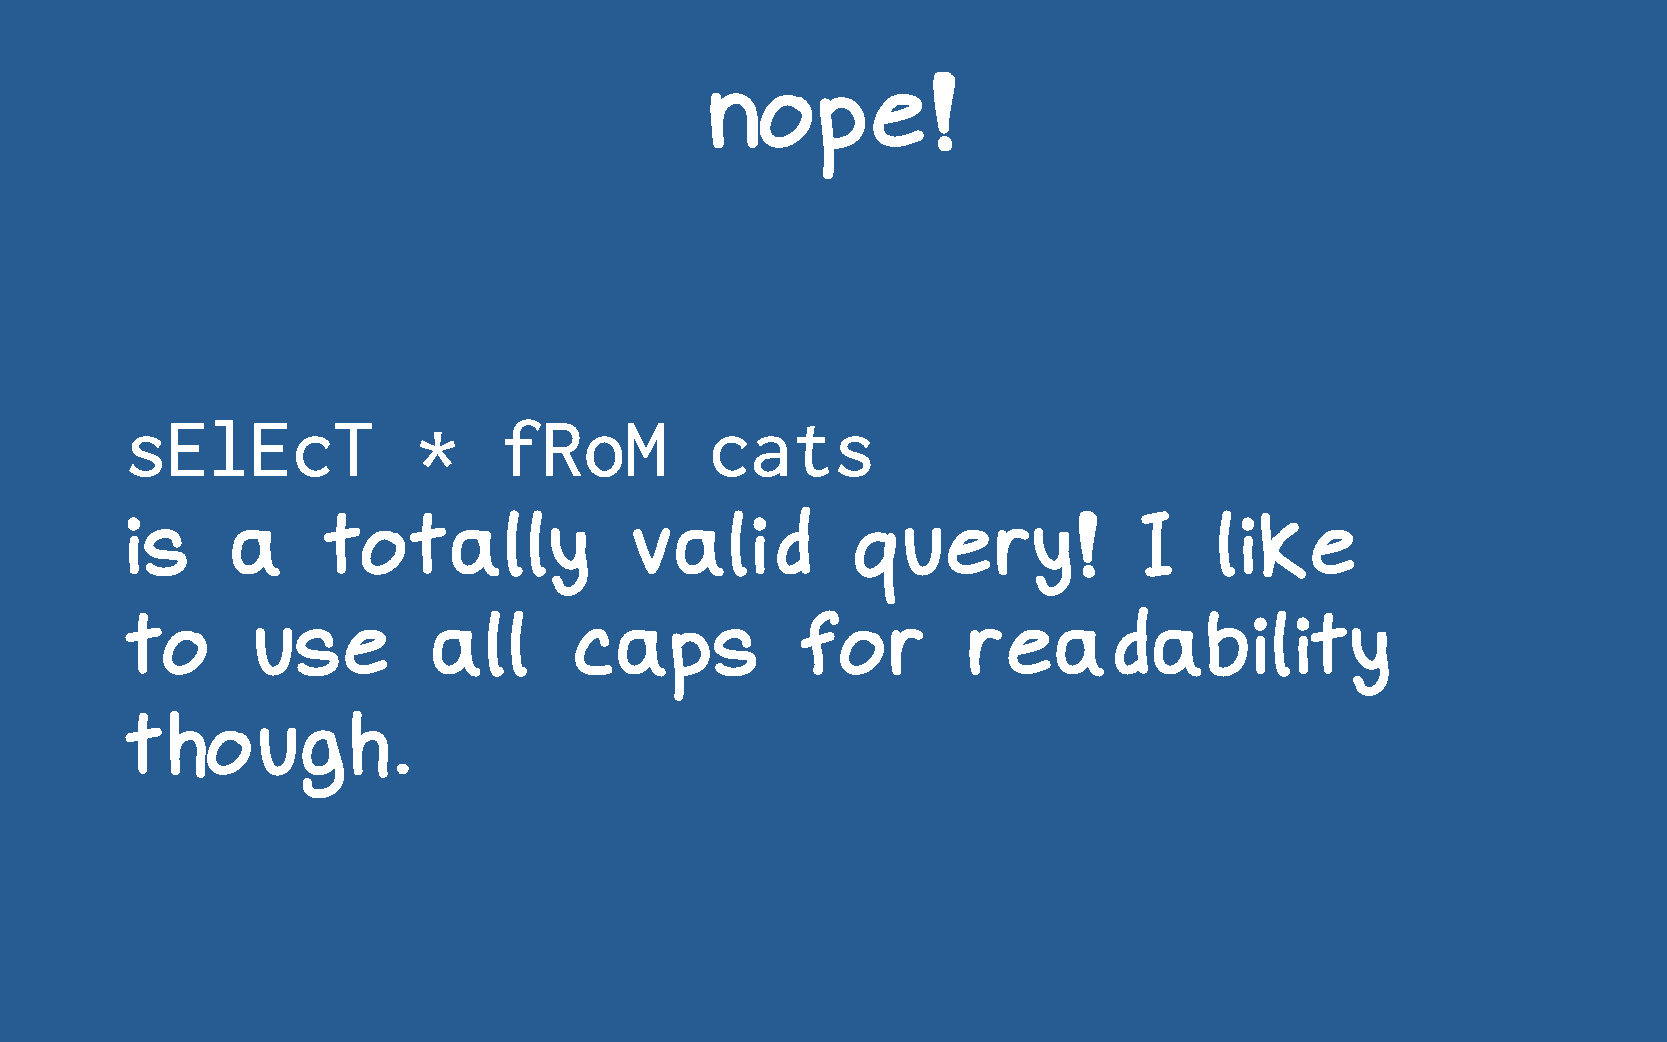 nope!
sElEcT * fRoM cats
is a totally valid query! I like
to use all caps for readability
though.